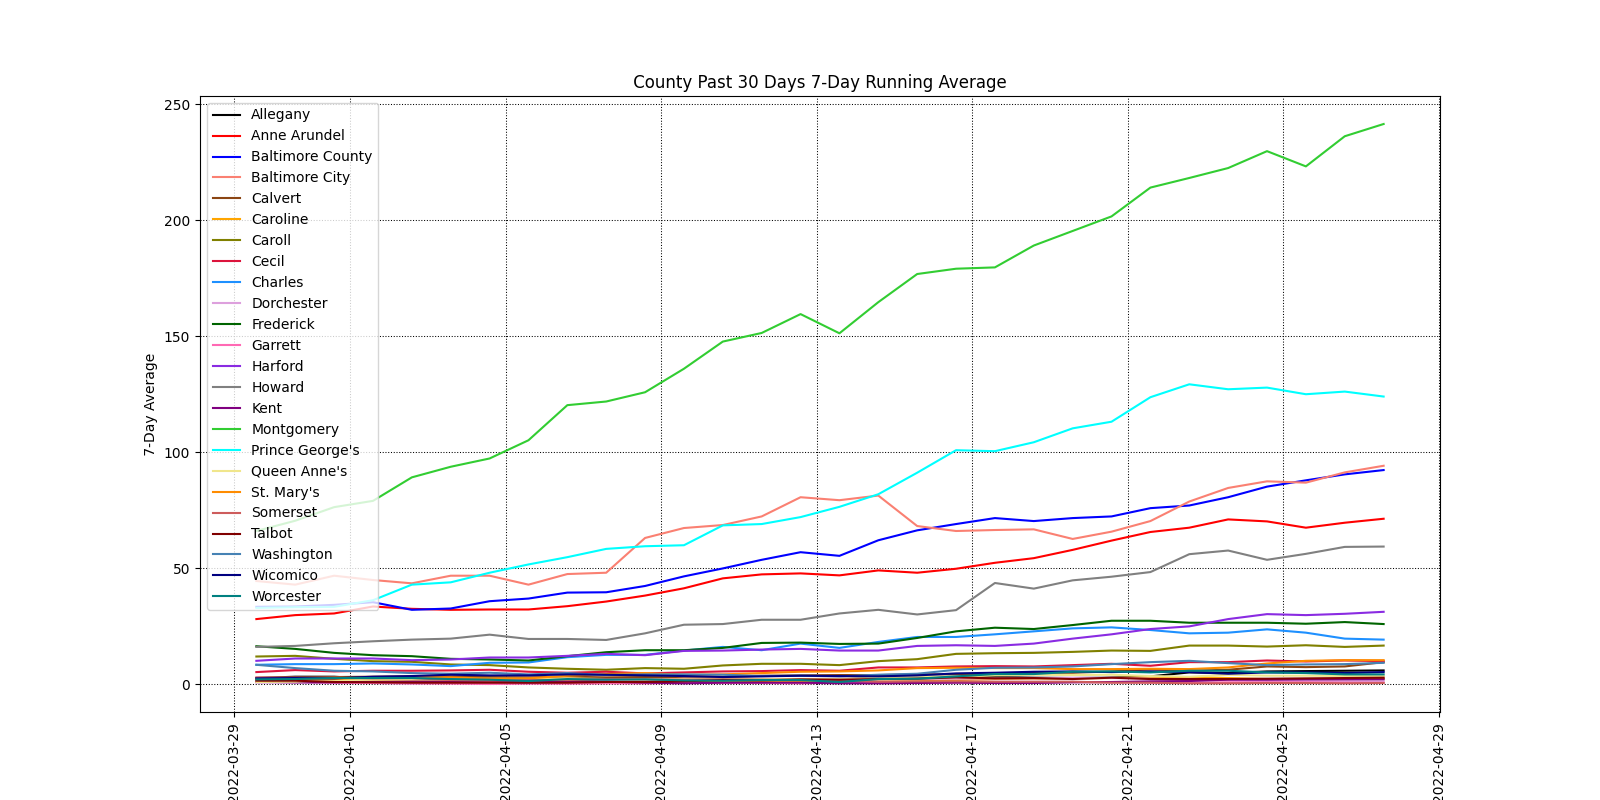 County Past 30 Days 7-Day Running Average
7-Day Average
250
200
150
100
50
0
Allegany
Anne Arundel
Baltimore County
Baltimore City
Calvert
Caroline
Caroll
Cecil
Charles
Dorchester
Frederick
Garrett
Harford
Howard
Kent
Montgomery
Prince George's
Queen Anne's
St. Mary's
Somerset
Talbot
Washington
Wicomico
Worcester
2022-03-29
2022-04-01
2022-04-05
2022-04-09
2022-04-13
2022-04-17
2022-04-21
2022-04-25
2022-04-29